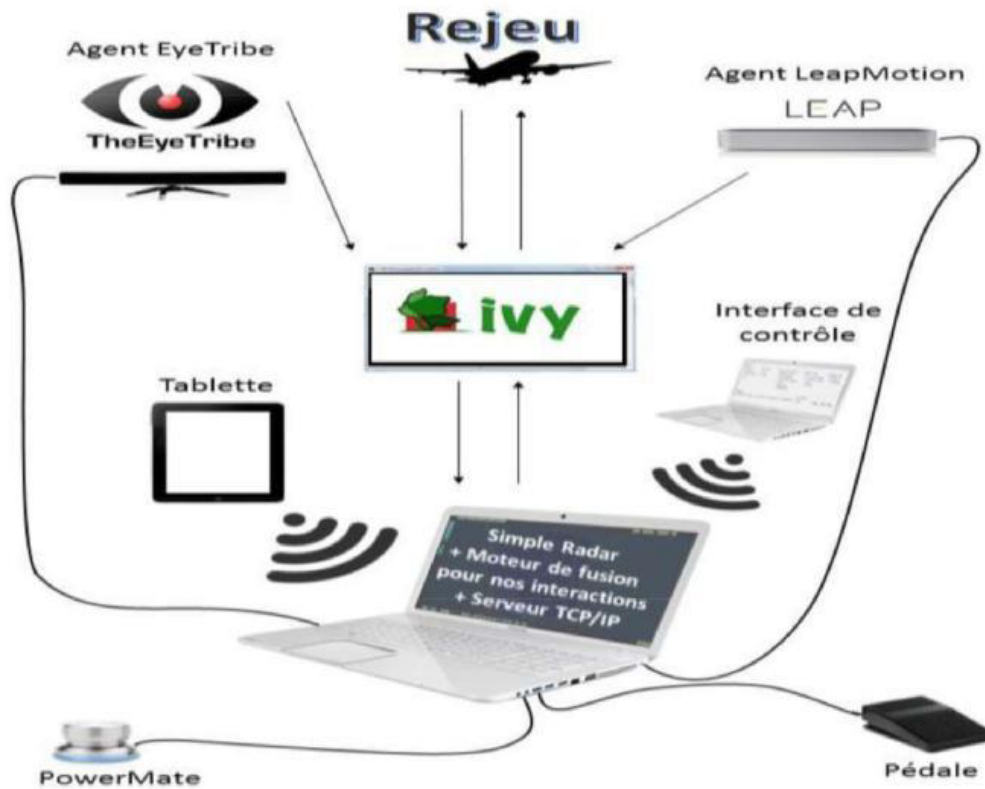 Rejeu
Agent EyeTribe
TheEyeTribe
Agent LeapMotion
LEAP
ivy
Interface de
contrôle
Tablette
Simple Radar
+ Moteur de fusion
pour nos interactions
+ Serveur TCP/IP
PowerMate
Pédale